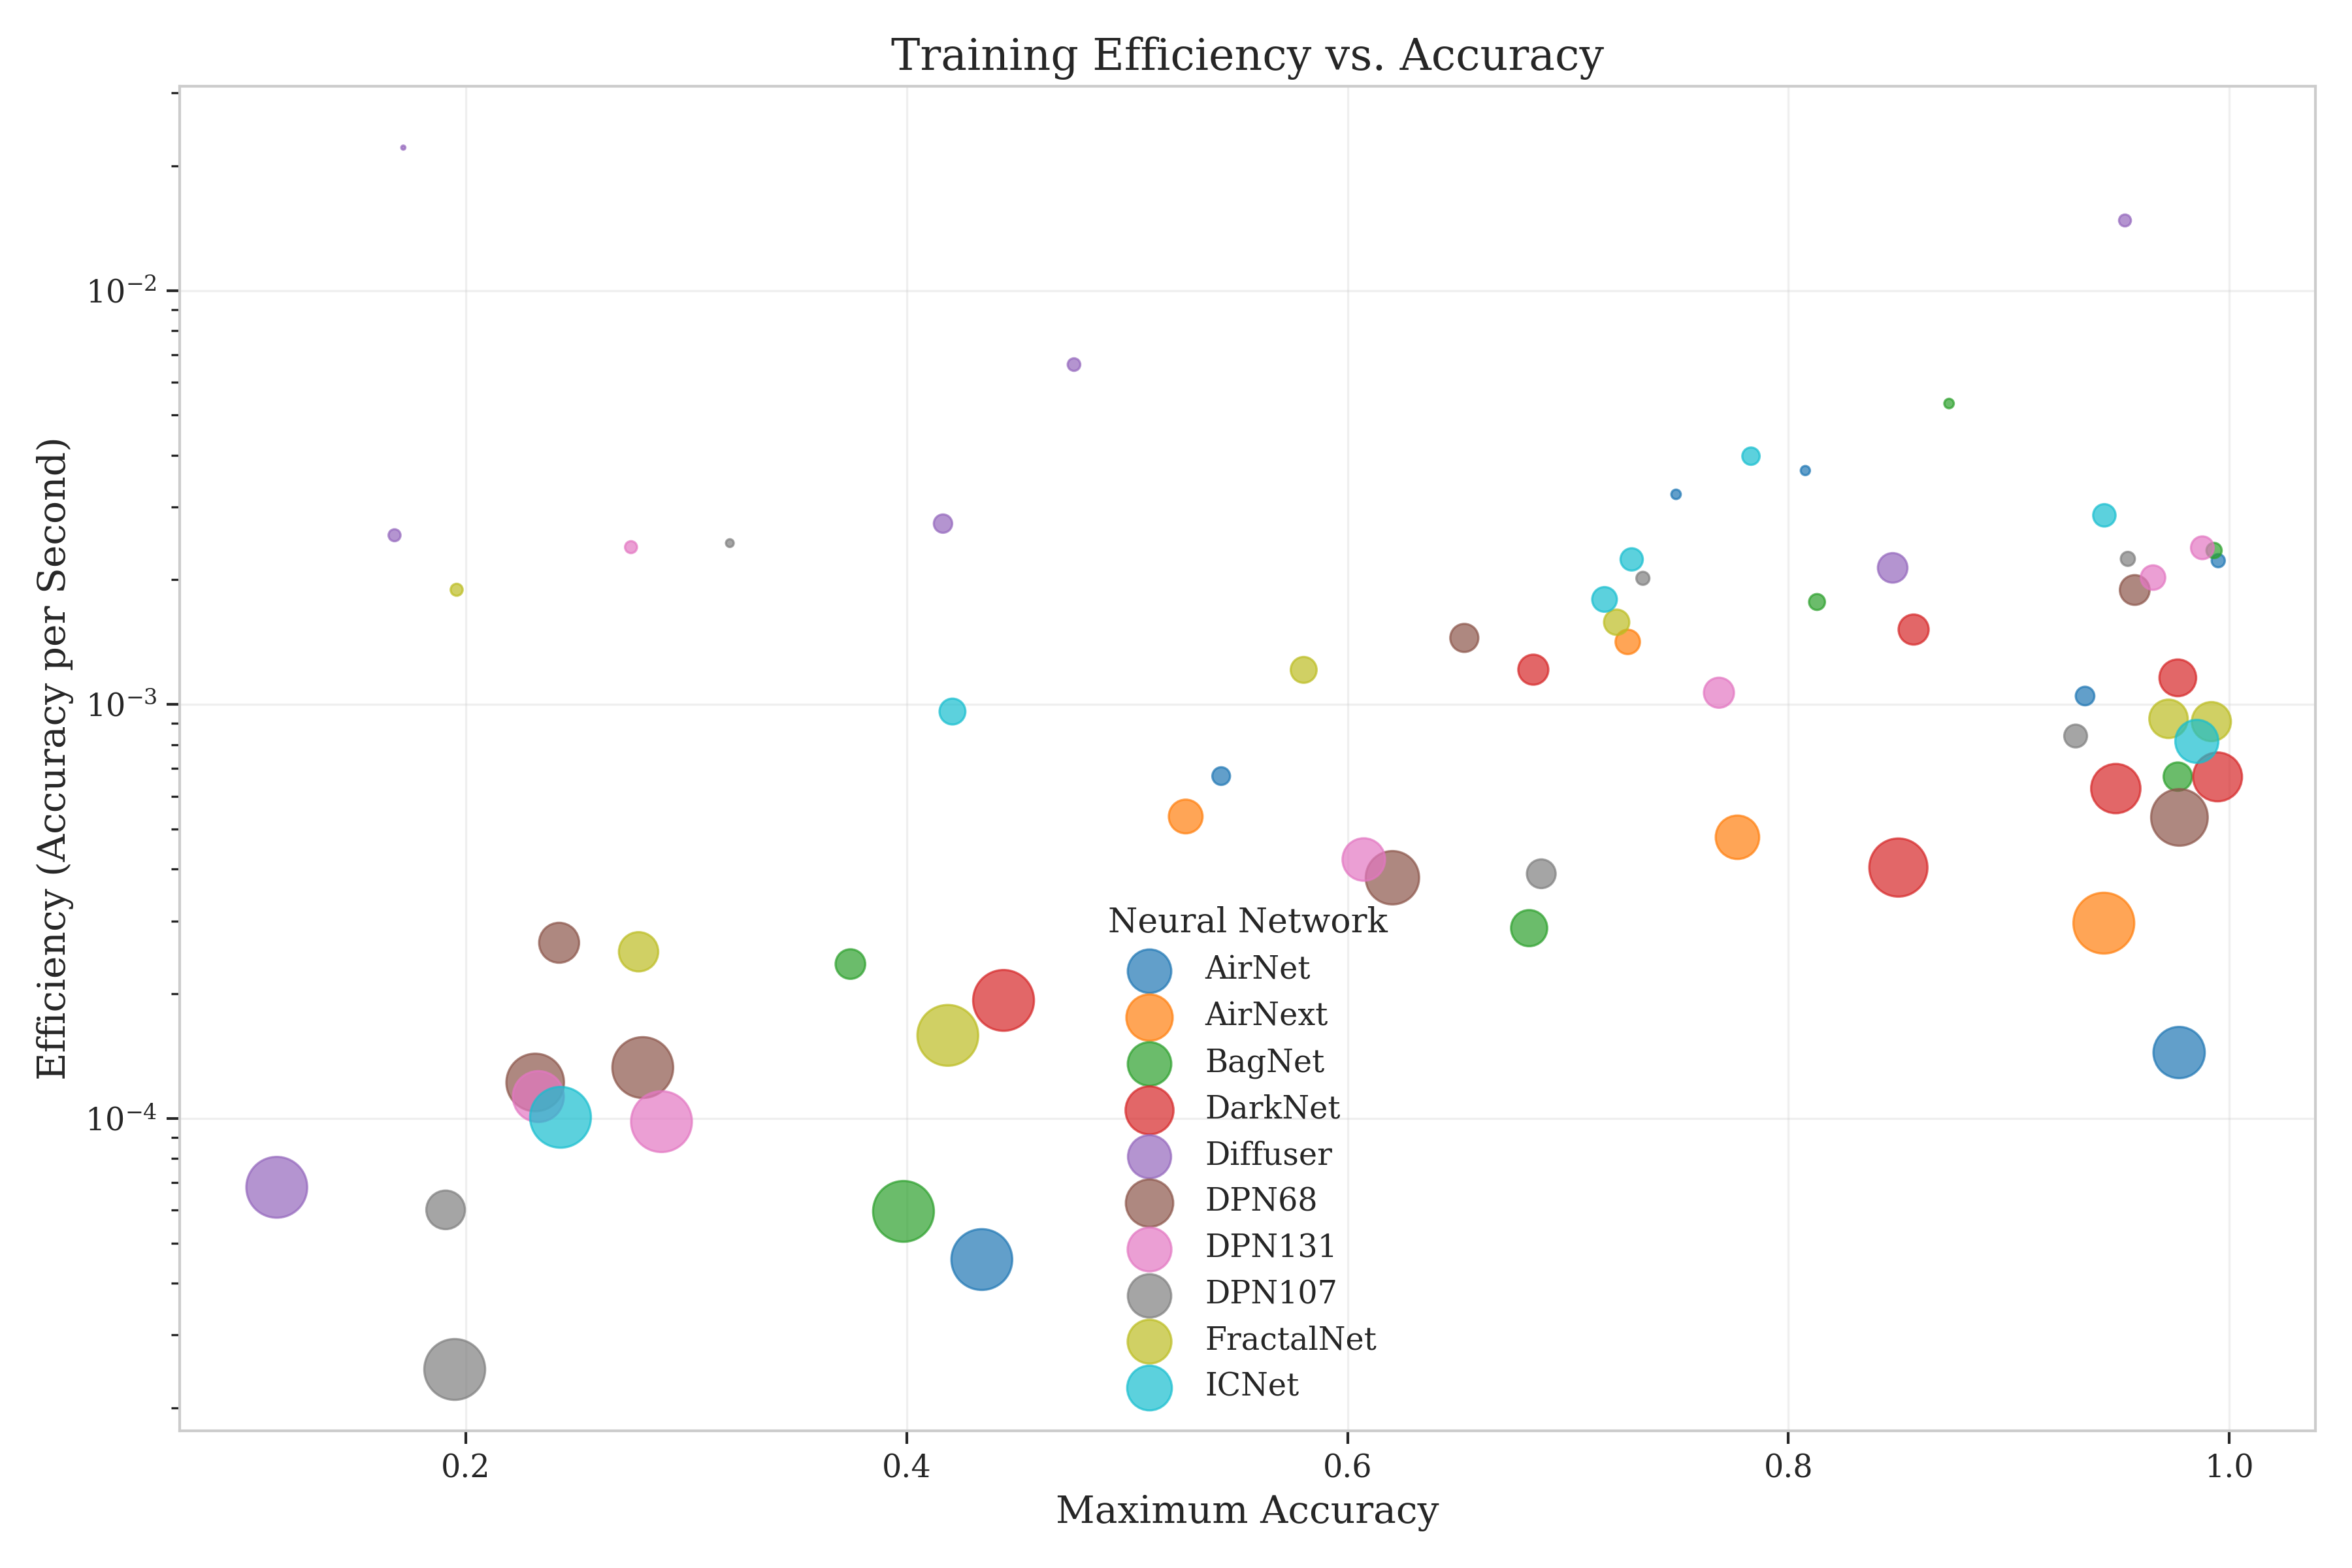 Training Efficiency vs. Accuracy
Efficiency (Accuracy per Second)
10⁻²
10⁻³
10⁻⁴
Neural Network
AirNet
AirNext
BagNet
DarkNet
Diffuser
DPN68
DPN131
DPN107
FractalNet
ICNet
0.2 0.4 0.6 0.8 1.0
Maximum Accuracy